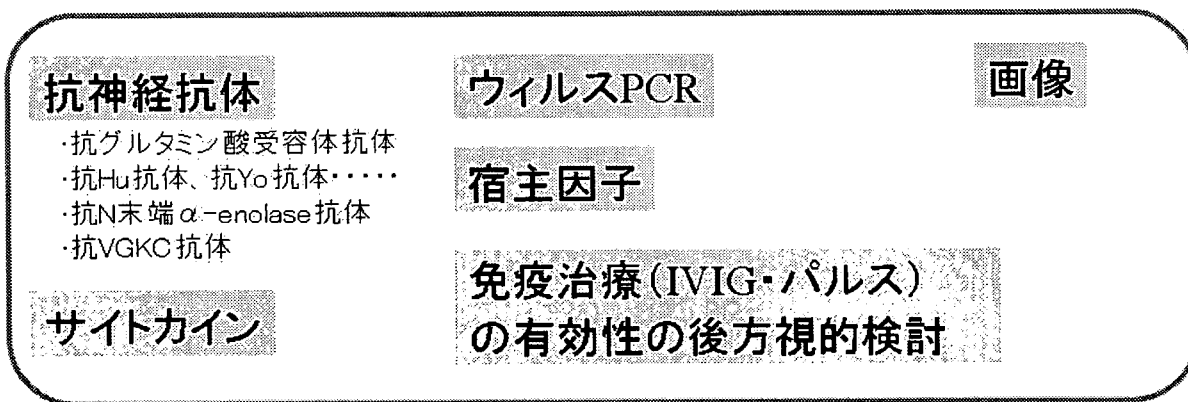 抗神経抗体
・抗グルタミン酸受容体抗体
・抗Hu抗体、抗Yo抗体・・・・・
・抗N末端α-enolase抗体
・抗VGKC抗体
サイトカイン
ウィルスPCR
宿主因子
免疫治療(IVIG・パルス)
の有効性の後方視的検討
画像